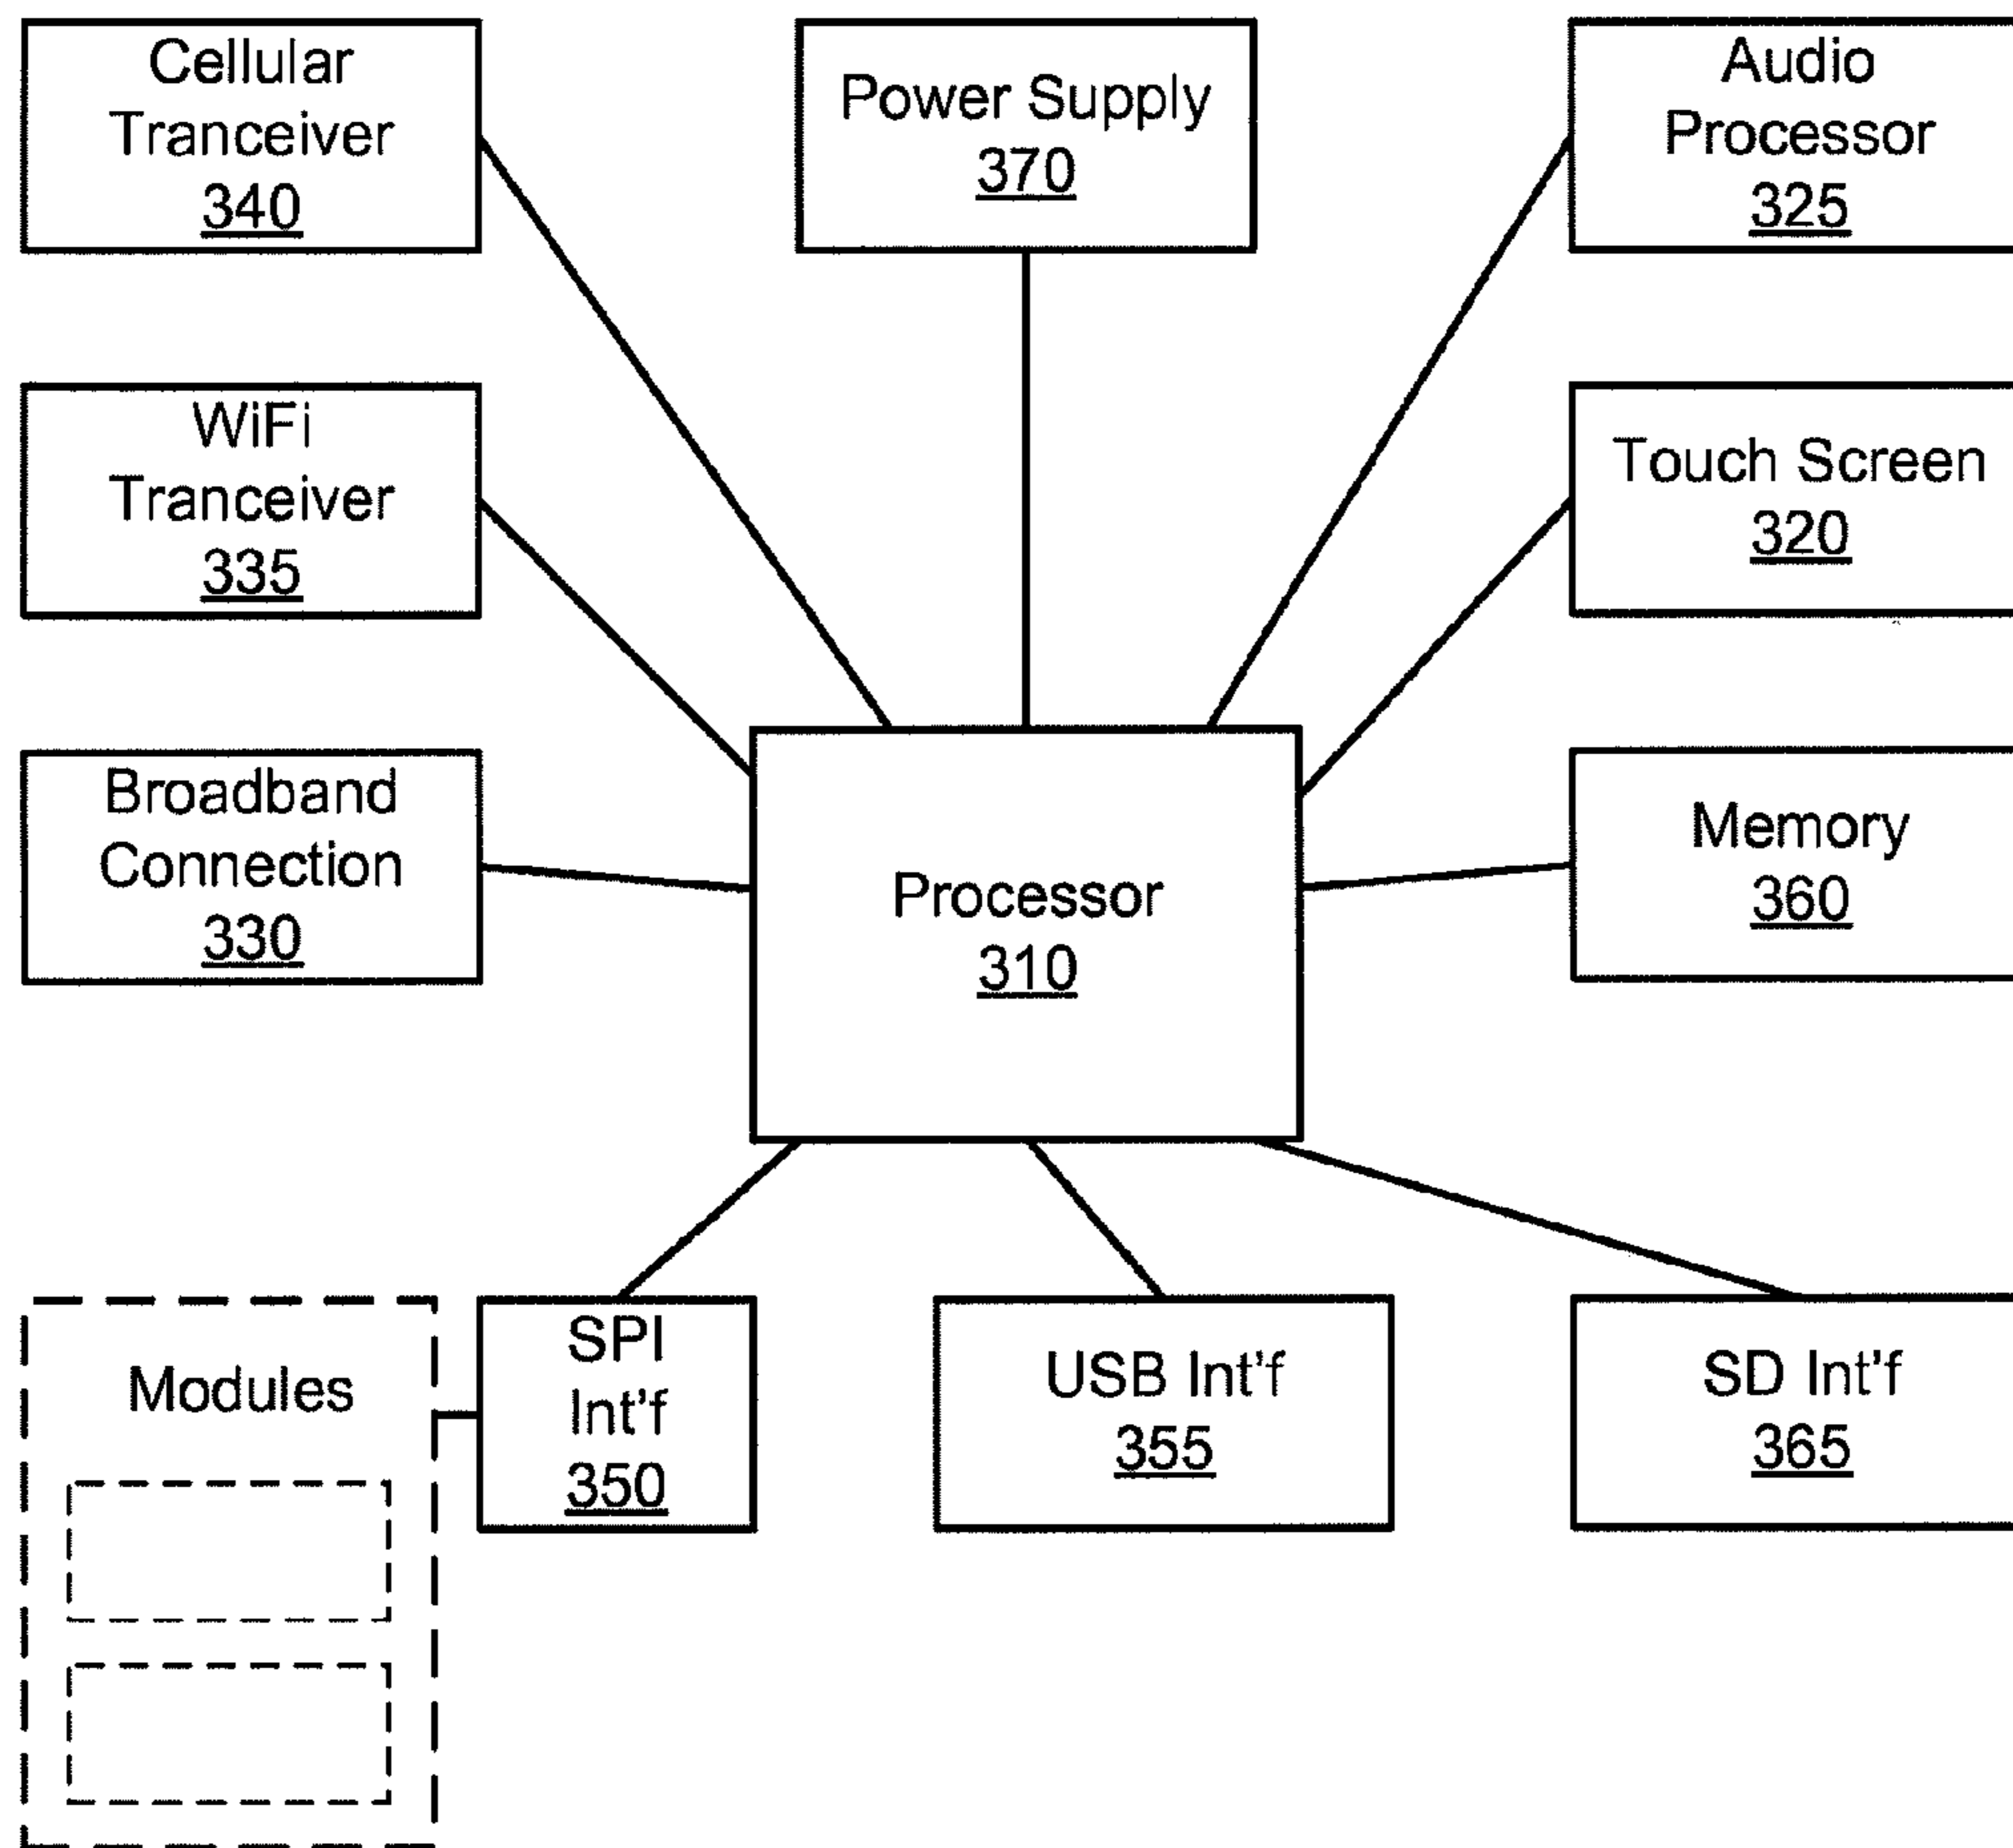 Cellular
Tranceiver
340
Power Supply
370
Audio
Processor
325
WiFi
Tranceiver
335
Touch Screen
320
Broadband
Connection
330
Processor
310
Memory
360
Modules
SPI
Int'f
350
USB Int'f
355
SD Int'f
365